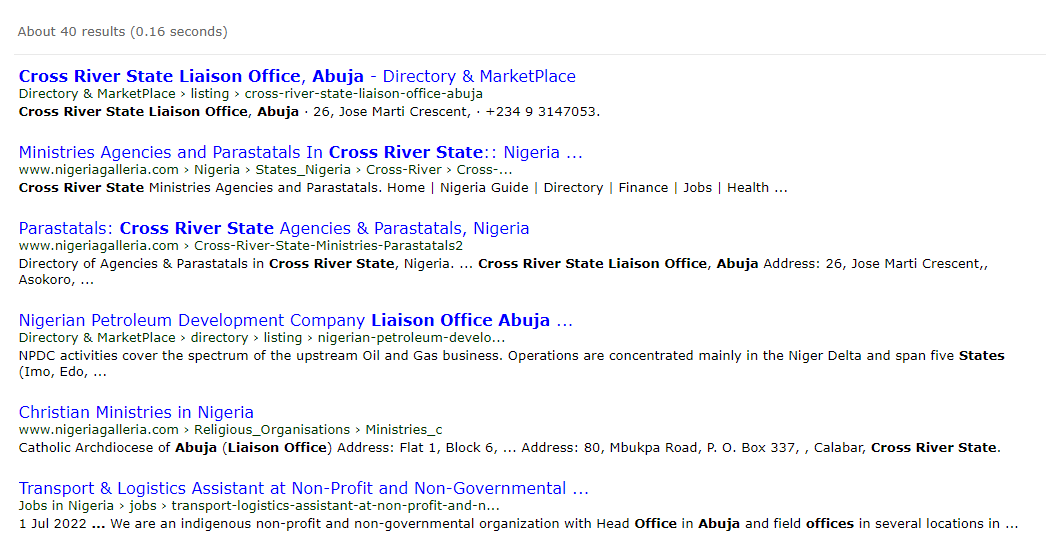 About 40 results (0.16 seconds)
Cross River State Liaison Office, Abuja - Directory & MarketPlace
Directory & MarketPlace › listing › cross-river-state-liaison-office-abuja
Cross River State Liaison Office, Abuja · 26, Jose Marti Crescent, · +234 9 3147053.
Ministries Agencies and Parastatals In Cross River State:: Nigeria ...
www.nigeriagalleria.com › Nigeria › States_Nigeria › Cross-River › Cross-...
Cross River State Ministries Agencies and Parastatals. Home | Nigeria Guide | Directory | Finance | Jobs | Health ...
Parastatals: Cross River State Agencies & Parastatals, Nigeria
www.nigeriagalleria.com › Cross-River-State-Ministries-Parastatals2
Directory of Agencies & Parastatals in Cross River State, Nigeria. ... Cross River State Liaison Office, Abuja Address: 26, Jose Marti Crescent,,
Asokoro, ...
Nigerian Petroleum Development Company Liaison Office Abuja ...
Directory & MarketPlace › directory › listing › nigerian-petroleum-develo...
NPDC activities cover the spectrum of the upstream Oil and Gas business. Operations are concentrated mainly in the Niger Delta and span five States
(Imo, Edo, ...
Christian Ministries in Nigeria
www.nigeriagalleria.com › Religious_Organisations › Ministries_c
Catholic Archdiocese of Abuja (Liaison Office) Address: Flat 1, Block 6, ... Address: 80, Mbukpa Road, P. O. Box 337, , Calabar, Cross River State.
Transport & Logistics Assistant at Non-Profit and Non-Governmental ...
Jobs in Nigeria › jobs › transport-logistics-assistant-at-non-profit-and-n...
1 Jul 2022 ... We are an indigenous non-profit and non-governmental organization with Head Office in Abuja and field offices in several locations in ...